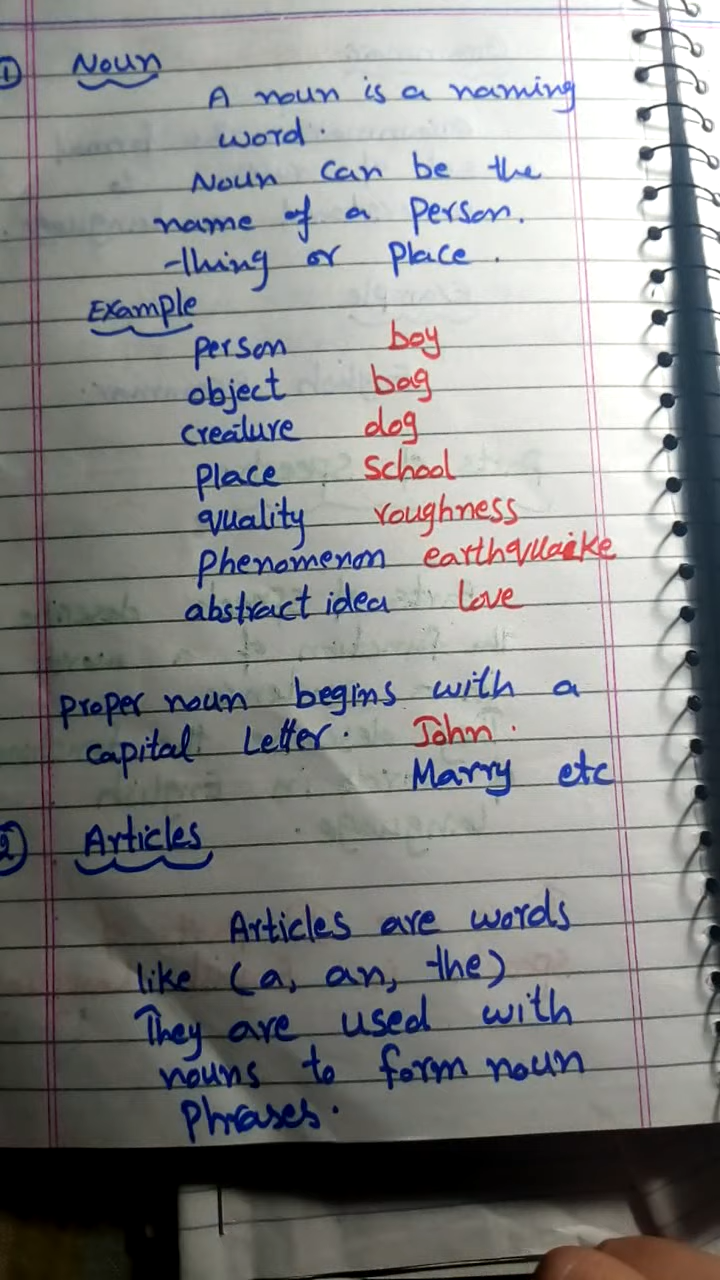 ① Noun
A noun is a naming
word.
Noun can be the
name of a person.
thing or place.
Example
person boy
object bag
creature dog
place school
quality roughness
phenomenon earthquake
abstract idea love
proper noun begins with a
capital letter. John.
Marry etc
② Articles
Articles are words
like (a, an, the)
They are used with
nouns to form noun
phrases.